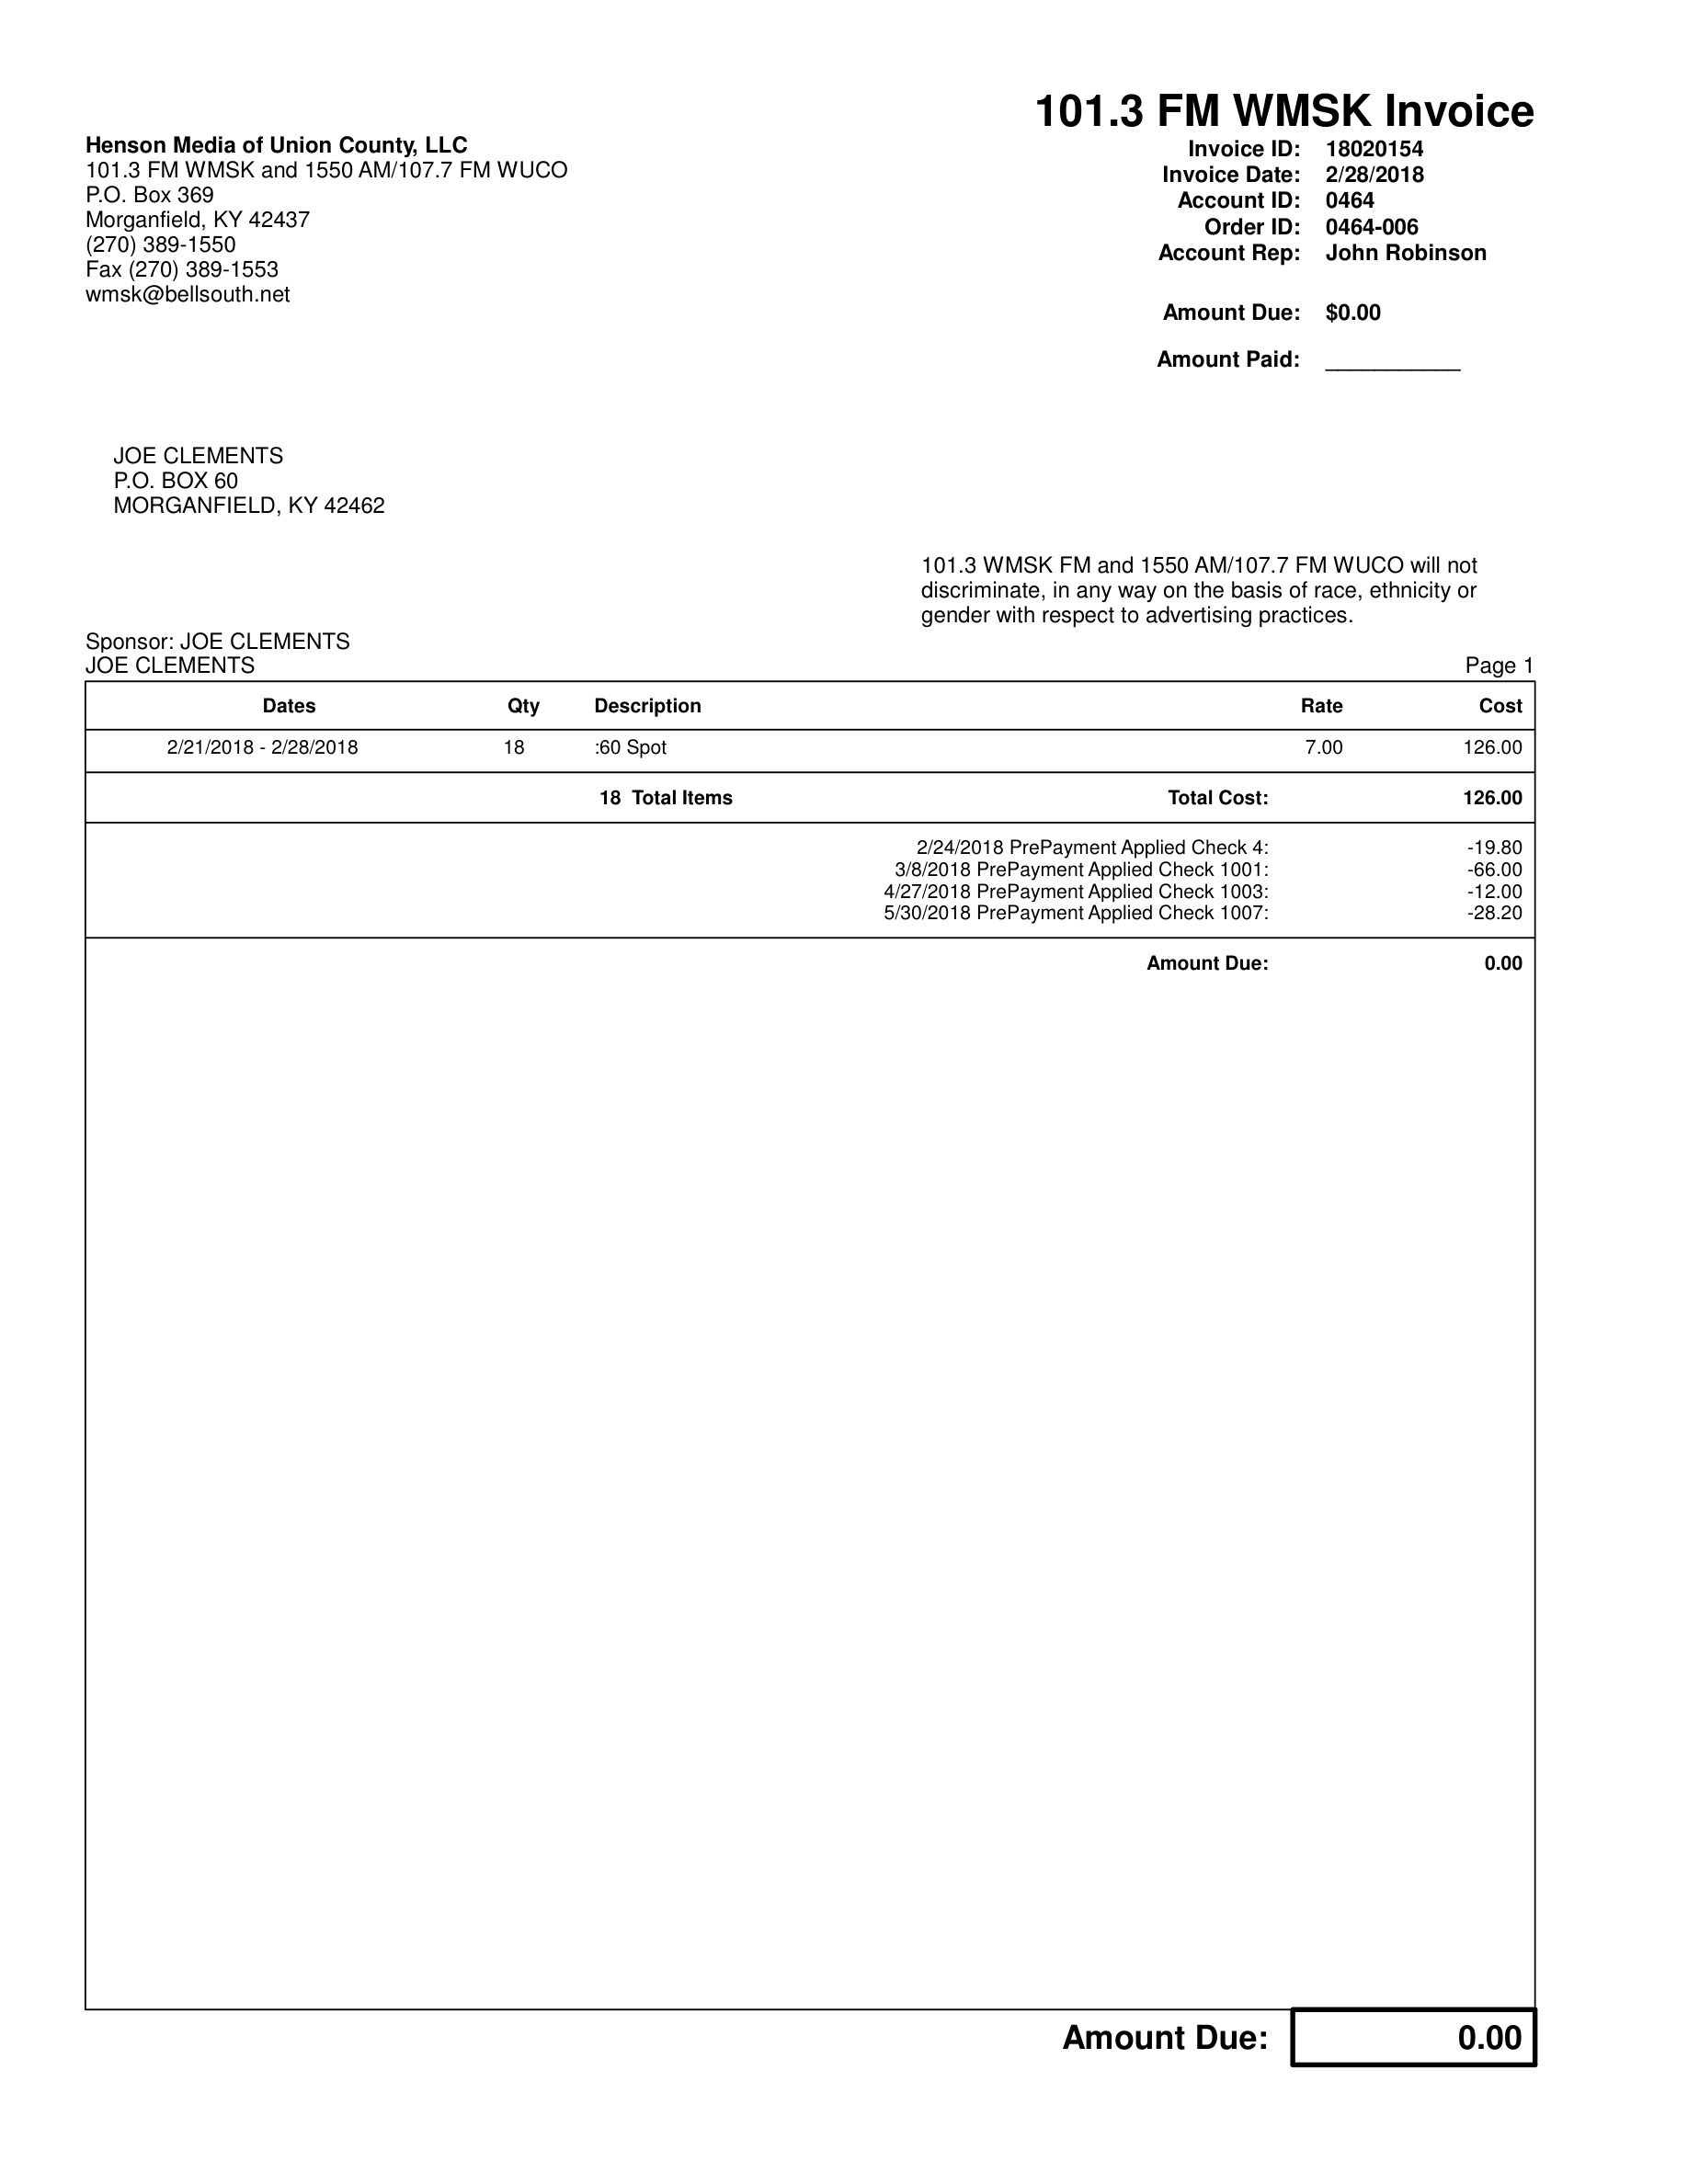 101.3 FM WMSK Invoice
Henson Media of Union County, LLC
101.3 FM WMSK and 1550 AM/107.7 FM WUCO
P.O. Box 369
Morganfield, KY 42437
(270) 389-1550
Fax (270) 389-1553
wmsk@bellsouth.net
Invoice ID: 18020154
Invoice Date: 2/28/2018
Account ID: 0464
Order ID: 0464-006
Account Rep: John Robinson
Amount Due: $0.00
Amount Paid: ___________
JOE CLEMENTS
P.O. BOX 60
MORGANFIELD, KY 42462
101.3 WMSK FM and 1550 AM/107.7 FM WUCO will not
discriminate, in any way on the basis of race, ethnicity or
gender with respect to advertising practices.
Sponsor: JOE CLEMENTS
JOE CLEMENTS Page 1
Dates Qty Description Rate Cost
2/21/2018 - 2/28/2018 18 :60 Spot 7.00 126.00
18 Total Items Total Cost: 126.00
2/24/2018 PrePayment Applied Check 4: -19.80
3/8/2018 PrePayment Applied Check 1001: -66.00
4/27/2018 PrePayment Applied Check 1003: -12.00
5/30/2018 PrePayment Applied Check 1007: -28.20
Amount Due: 0.00
Amount Due: 0.00